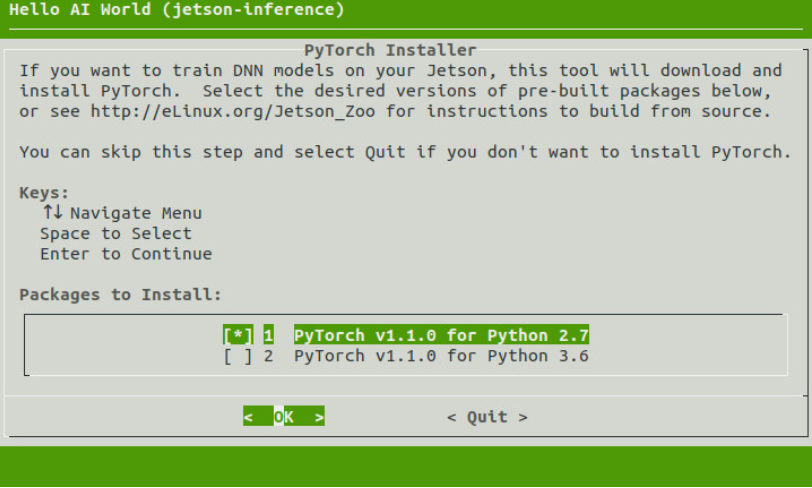 Hello AI World (jetson-inference)
PyTorch Installer
If you want to train DNN models on your Jetson, this tool will download and
install PyTorch.  Select the desired versions of pre-built packages below,
or see http://eLinux.org/Jetson_Zoo for instructions to build from source.
You can skip this step and select Quit if you don't want to install PyTorch.
Keys:
↑↓ Navigate Menu
Space to Select
Enter to Continue
Packages to Install:
[*] 1  PyTorch v1.1.0 for Python 2.7
[ ] 2  PyTorch v1.1.0 for Python 3.6
<  OK  > < Quit >